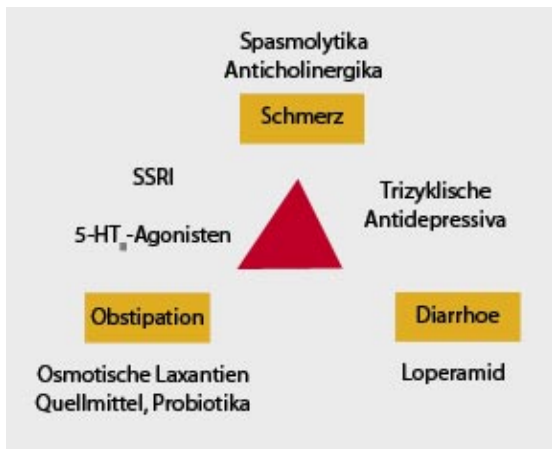 Spasmolytika
Anticholinergika
Schmerz
SSRI
Trizyklische
Antidepressiva
5-HT -Agonisten
Obstipation
Diarrhoe
Osmotische Laxantien
Quellmittel, Probiotika
Loperamid